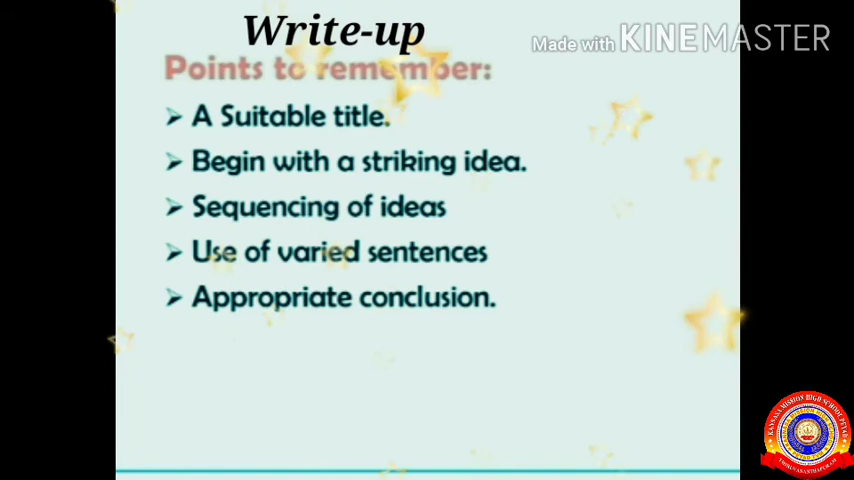 Write-up
Made with KINEMASTER
Points to remember:
➢ A Suitable title.
➢ Begin with a striking idea.
➢ Sequencing of ideas
➢ Use of varied sentences
➢ Appropriate conclusion.